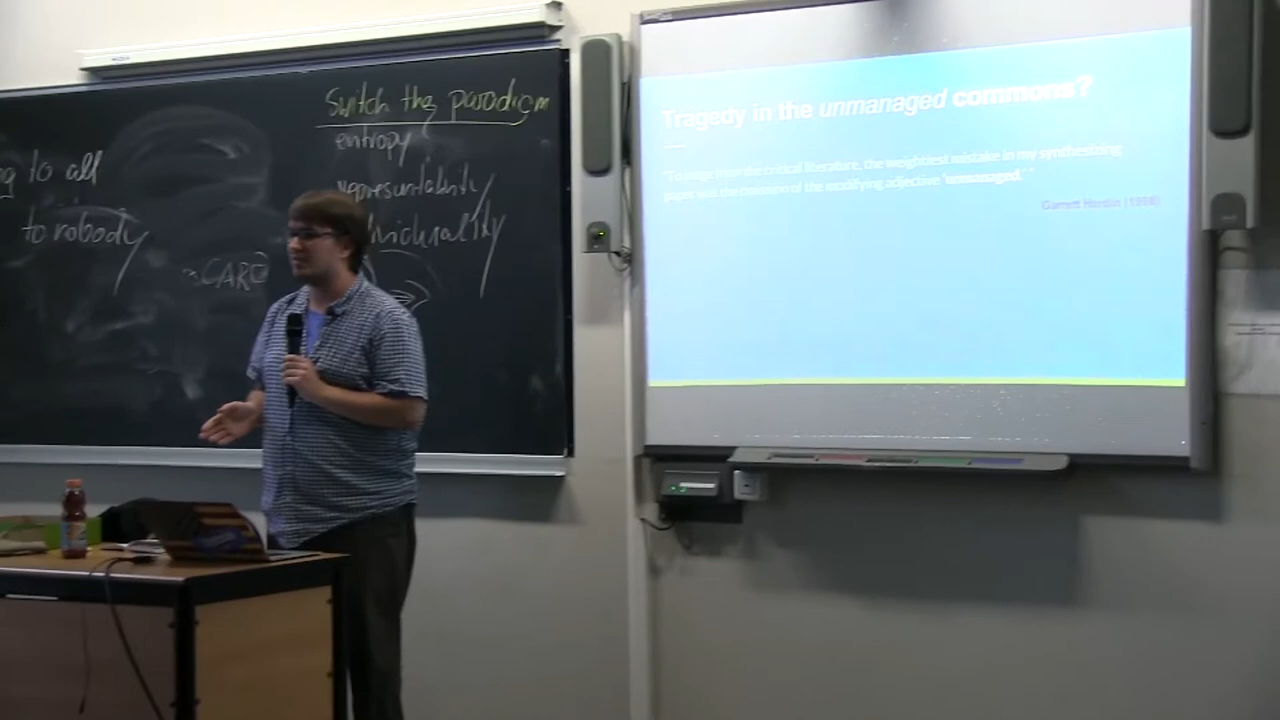 Switch the paradigm
entropy
to all
to nobody
CARE
Tragedy in the unmanaged commons?
"To judge from the critical literature, the weightiest mistake in my synthesizing
paper was the omission of the modifying adjective 'unmanaged.'"
Garrett Hardin (1998)